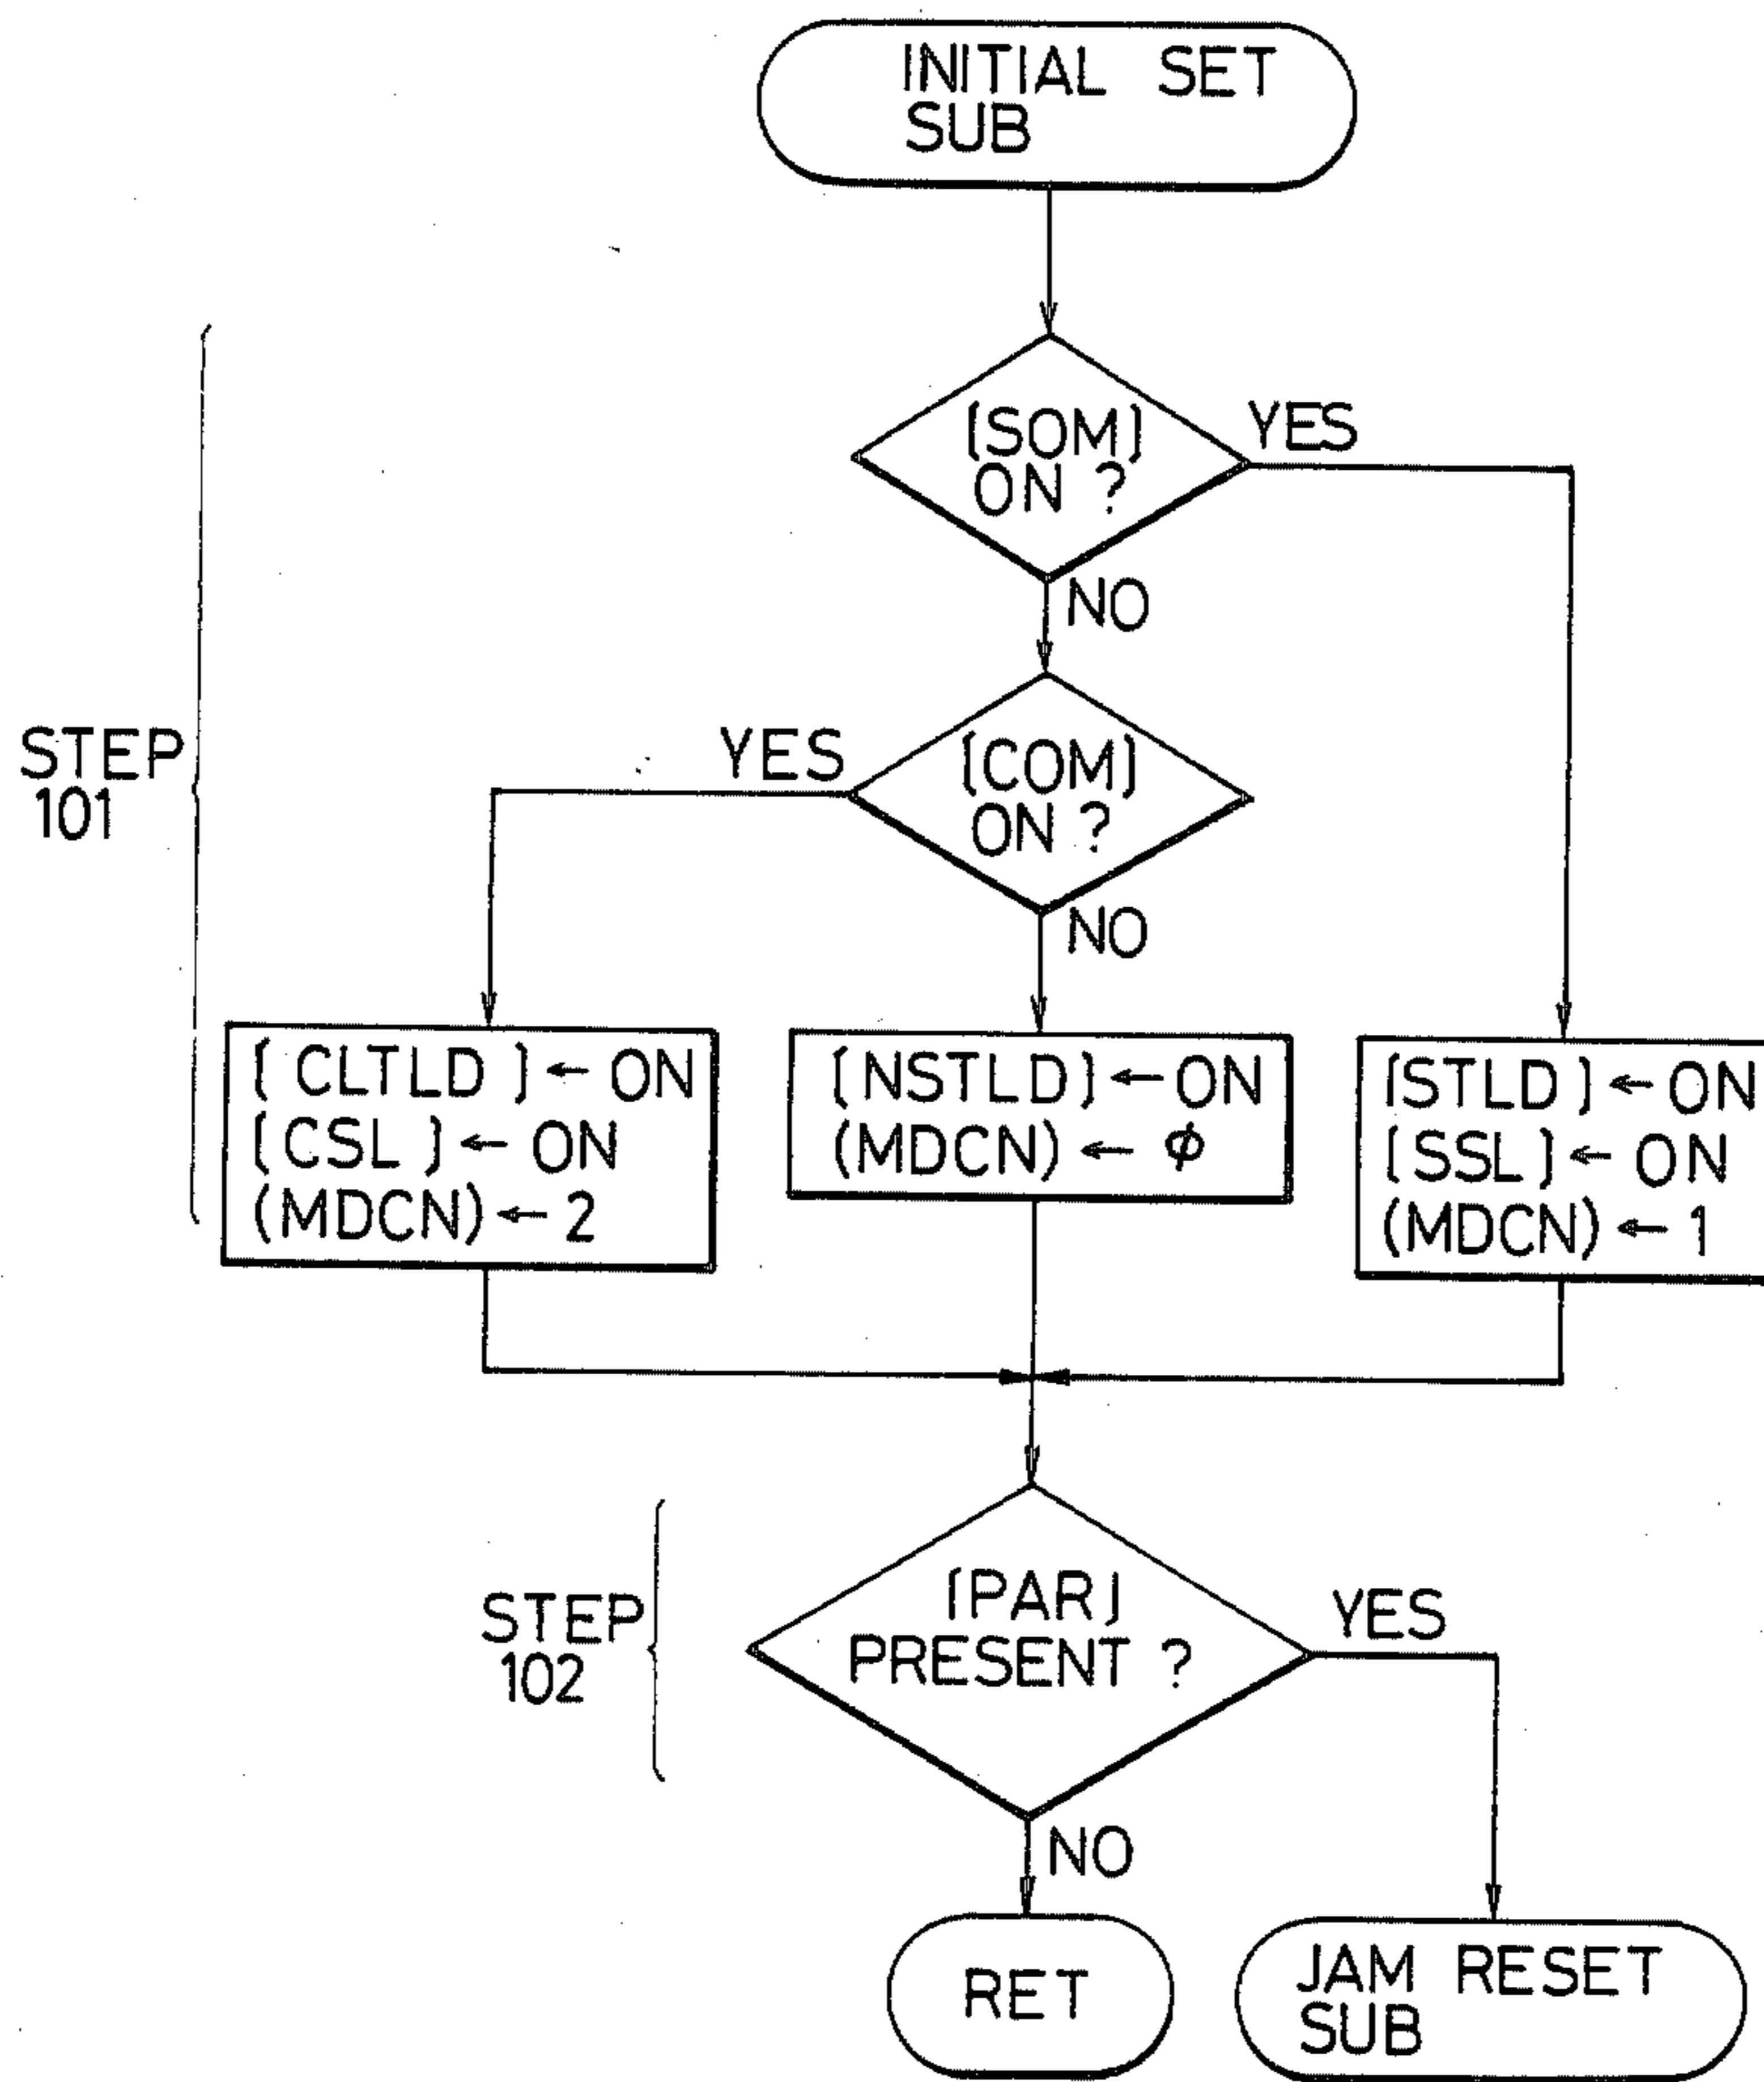 INITIAL SET
SUB
[SOM]
ON ?
YES
NO
STEP
101
YES
[COM]
ON ?
NO
[CLTLD] ← ON
[CSL] ← ON
(MDCN) ← 2
[NSTLD] ← ON
(MDCN) ← φ
[STLD] ← ON
[SSL] ← ON
(MDCN) ← 1
STEP
102
[PAR]
PRESENT ?
YES
NO
RET
JAM RESET
SUB